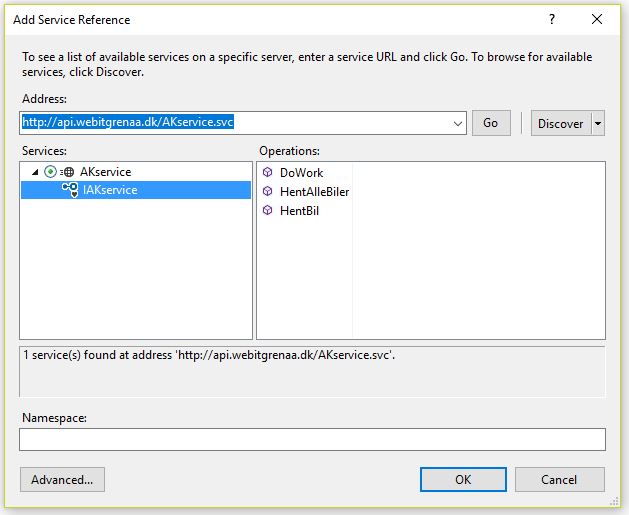 Add Service Reference
To see a list of available services on a specific server, enter a service URL and click Go. To browse for available
services, click Discover.
Address:
http://api.webitgrenaa.dk/AKservice.svc
Go
Discover
Services:
Operations:
AKservice
IAKservice
DoWork
HentAlleBiler
HentBil
1 service(s) found at address 'http://api.webitgrenaa.dk/AKservice.svc'.
Namespace:
Advanced...
OK
Cancel